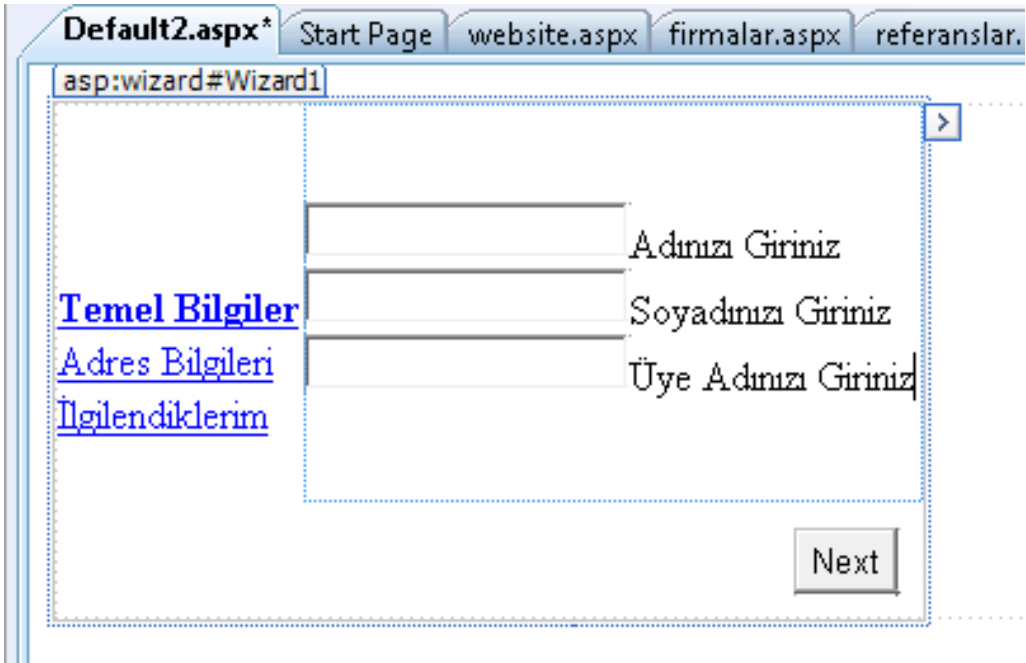 Default2.aspx* Start Page website.aspx firmalar.aspx referanslar.
asp:wizard#Wizard1
>
Adınızı Giriniz
Temel Bilgiler Soyadınızı Giriniz
Adres Bilgileri Üye Adınızı Giriniz
İlgilendiklerim
Next